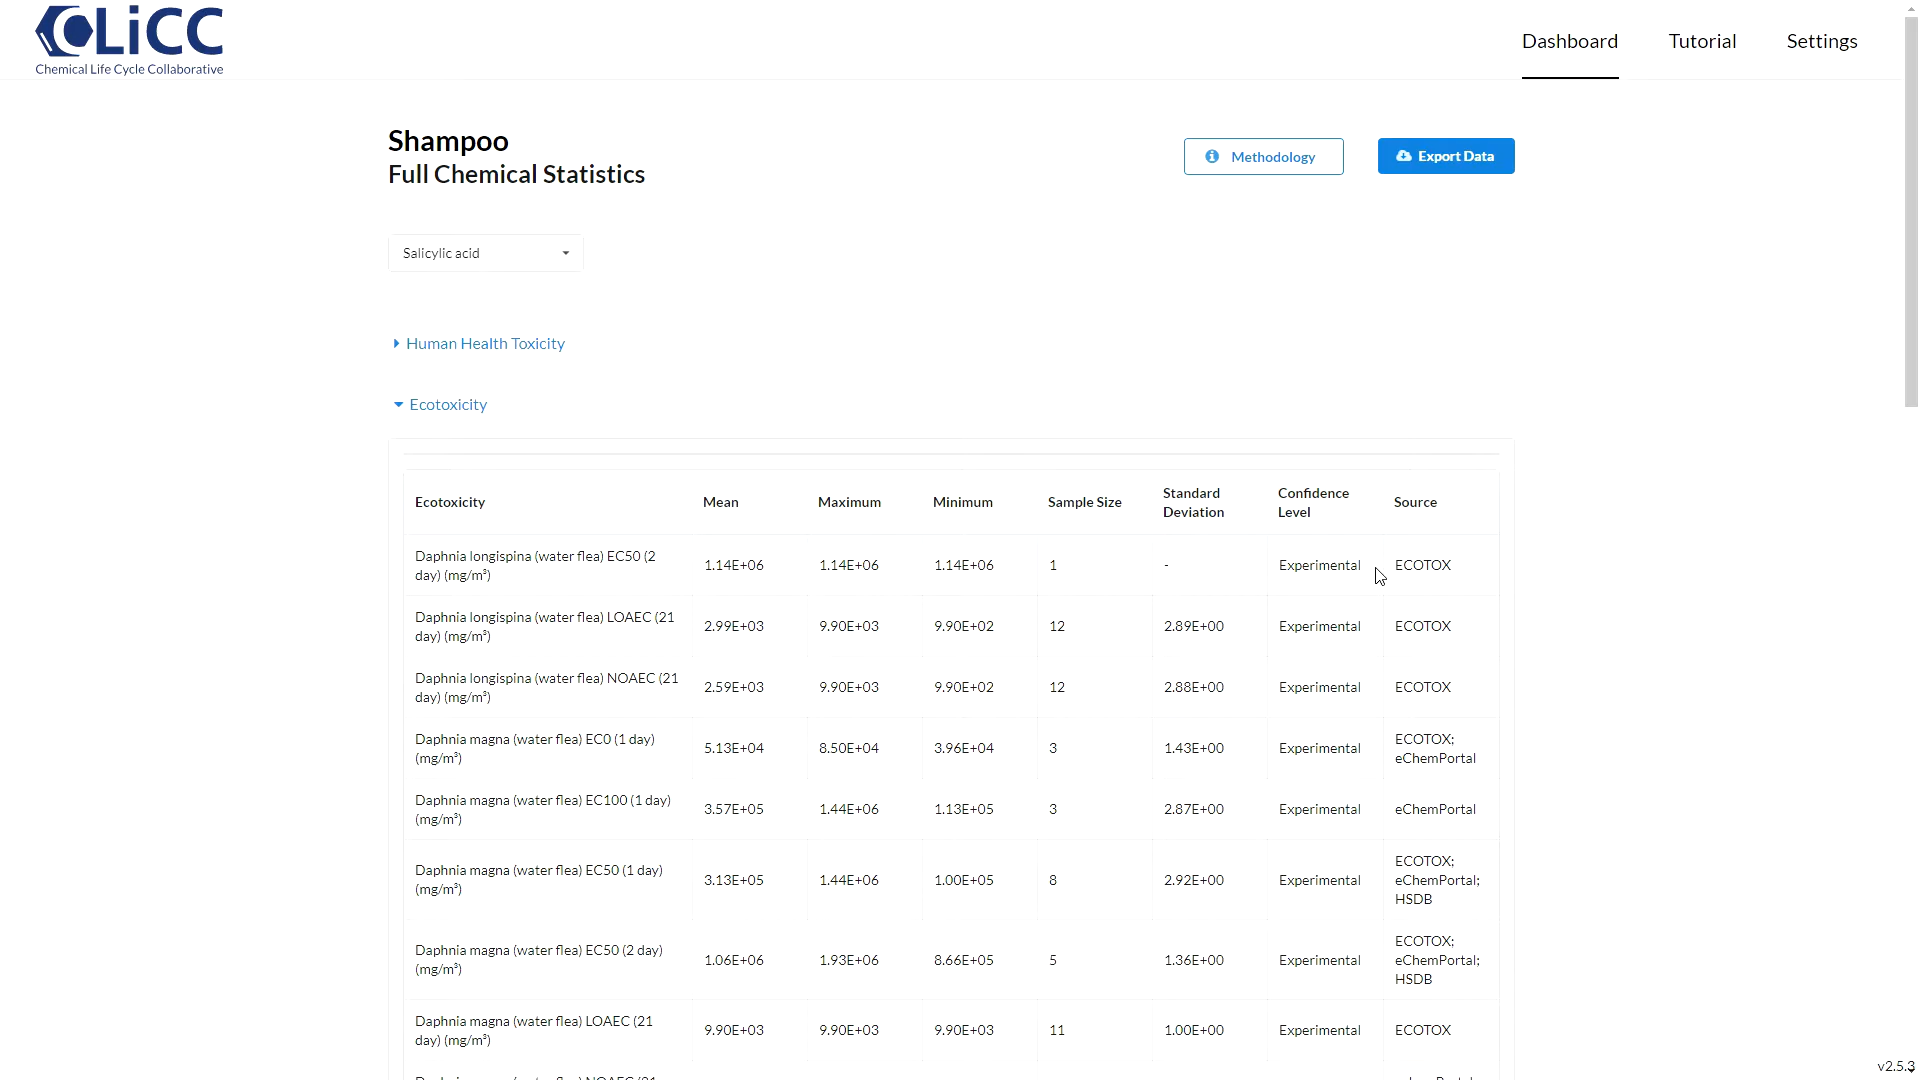 CLiCC
Chemical Life Cycle Collaborative
Dashboard
Tutorial
Settings
Shampoo
Full Chemical Statistics
Methodology
Export Data
Salicylic acid
Human Health Toxicity
Ecotoxicity
Ecotoxicity Mean Maximum Minimum Sample Size Standard Deviation Confidence Level Source
Daphnia longispina (water flea) EC50 (2
day) (mg/m³)
1.14E+06 1.14E+06 1.14E+06 1 - Experimental ECOTOX
Daphnia longispina (water flea) LOAEC (21
day) (mg/m³)
2.99E+03 9.90E+03 9.90E+02 12 2.89E+00 Experimental ECOTOX
Daphnia longispina (water flea) NOAEC (21
day) (mg/m³)
2.59E+03 9.90E+03 9.90E+02 12 2.88E+00 Experimental ECOTOX
Daphnia magna (water flea) EC0 (1 day)
(mg/m³)
5.13E+04 8.50E+04 3.96E+04 3 1.43E+00 Experimental
ECOTOX;
eChemPortal
Daphnia magna (water flea) EC100 (1 day)
(mg/m³)
3.57E+05 1.44E+06 1.13E+05 3 2.87E+00 Experimental eChemPortal
Daphnia magna (water flea) EC50 (1 day)
(mg/m³)
3.13E+05 1.44E+06 1.00E+05 8 2.92E+00 Experimental
ECOTOX;
eChemPortal;
HSDB
Daphnia magna (water flea) EC50 (2 day)
(mg/m³)
1.06E+06 1.93E+06 8.66E+05 5 1.36E+00 Experimental
ECOTOX;
eChemPortal;
HSDB
Daphnia magna (water flea) LOAEC (21
day) (mg/m³)
9.90E+03 9.90E+03 9.90E+03 11 1.00E+00 Experimental ECOTOX
v2.5.3